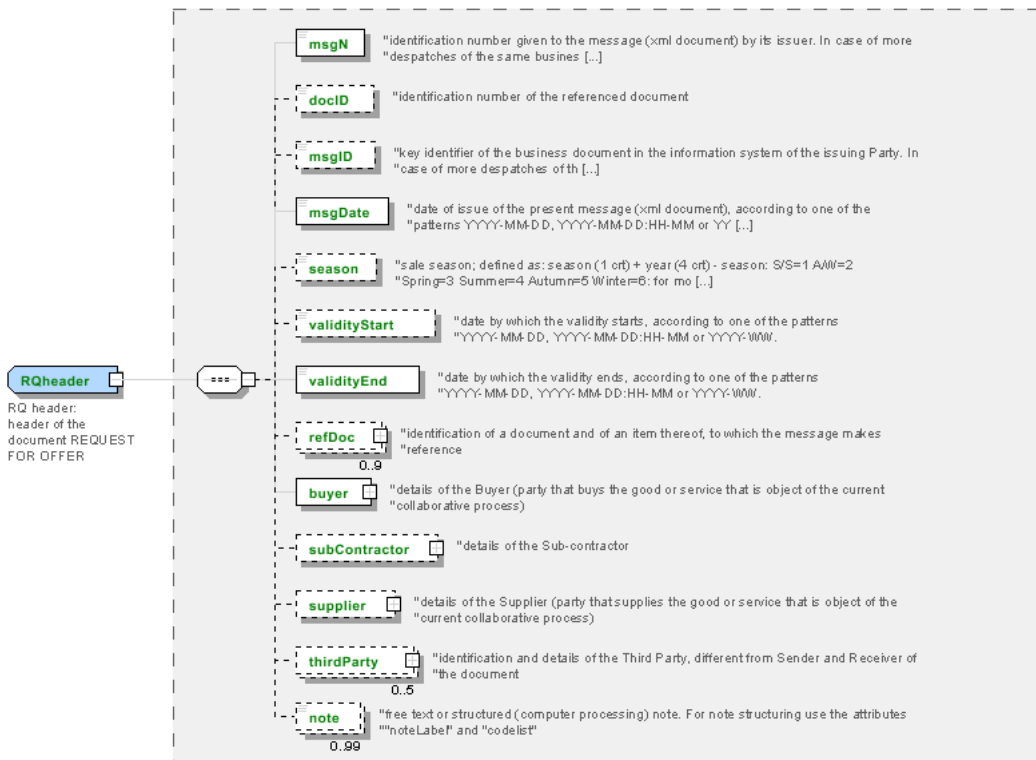 msgN
"identification number given to the message (xml document) by its issuer. In case of more
"despatches of the same busines [...]
docID
"identification number of the referenced document
msgID
"key identifier of the business document in the information system of the issuing Party. In
"case of more despatches of th [...]
msgDate
"date of issue of the present message (xml document), according to one of the
"patterns YYYY-MM-DD, YYYY-MM-DD:HH-MM or YY [...]
season
"sale season; defined as: season (1 crt) + year (4 crt) - season: S/S=1 A/W=2
"Spring=3 Summer=4 Autumn=5 Winter=6: for mo [...]
validityStart
"date by which the validity starts, according to one of the patterns
"YYYY-MM-DD, YYYY-MM-DD:HH-MM or YYYY-WW.
RQheader
RQ header:
header of the
document REQUEST
FOR OFFER
validityEnd
"date by which the validity ends, according to one of the patterns
"YYYY-MM-DD, YYYY-MM-DD:HH-MM or YYYY-WW.
refDoc
"identification of a document and of an item thereof, to which the message makes
"reference
0..9
buyer
"details of the Buyer (party that buys the good or service that is object of the current
"collaborative process)
subContractor
"details of the Sub-contractor
supplier
"details of the Supplier (party that supplies the good or service that is object of the
"current collaborative process)
thirdParty
"identification and details of the Third Party, different from Sender and Receiver of
"the document
0..5
note
"free text or structured (computer processing) note. For note structuring use the attributes
""noteLabel" and "codelist"
0..99